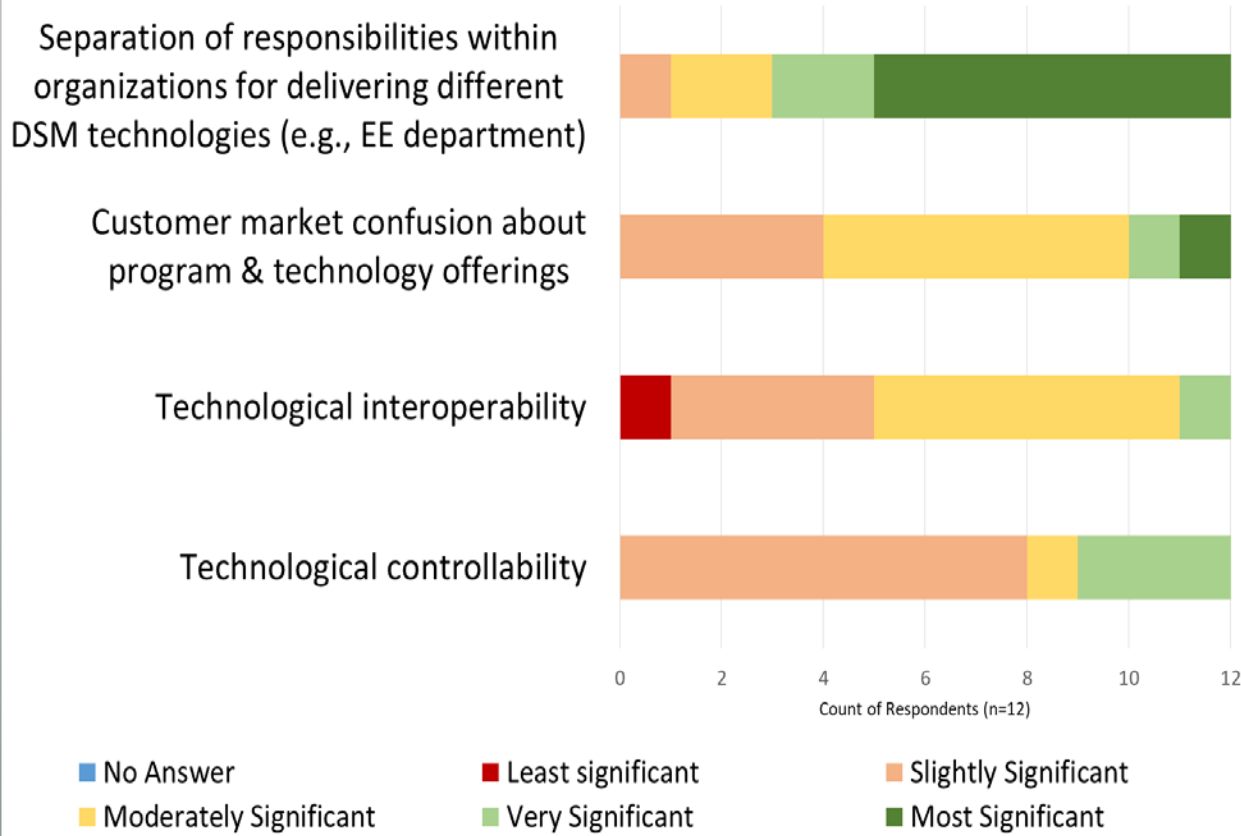 Separation of responsibilities within
organizations for delivering different
DSM technologies (e.g., EE department)
Customer market confusion about
program & technology offerings
Technological interoperability
Technological controllability
0 2 4 6 8 10 12
Count of Respondents (n=12)
No Answer Least significant Slightly Significant
Moderately Significant Very Significant Most Significant